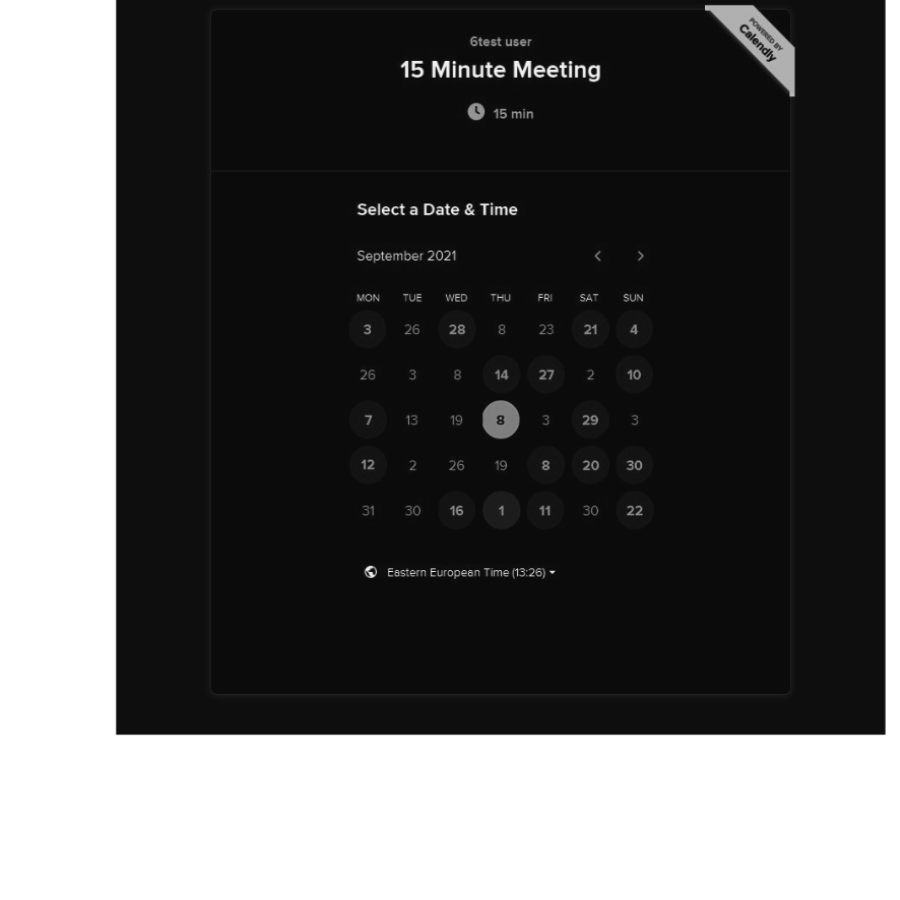 POWERED BY
Calendly
6test user
15 Minute Meeting
15 min
Select a Date & Time
September 2021
MON TUE WED THU FRI SAT SUN
3 26 28 8 23 21 4
26 3 8 14 27 2 10
7 13 19 8 3 29 3
12 2 26 19 8 20 30
31 30 16 1 11 30 22
Eastern European Time (13:26)